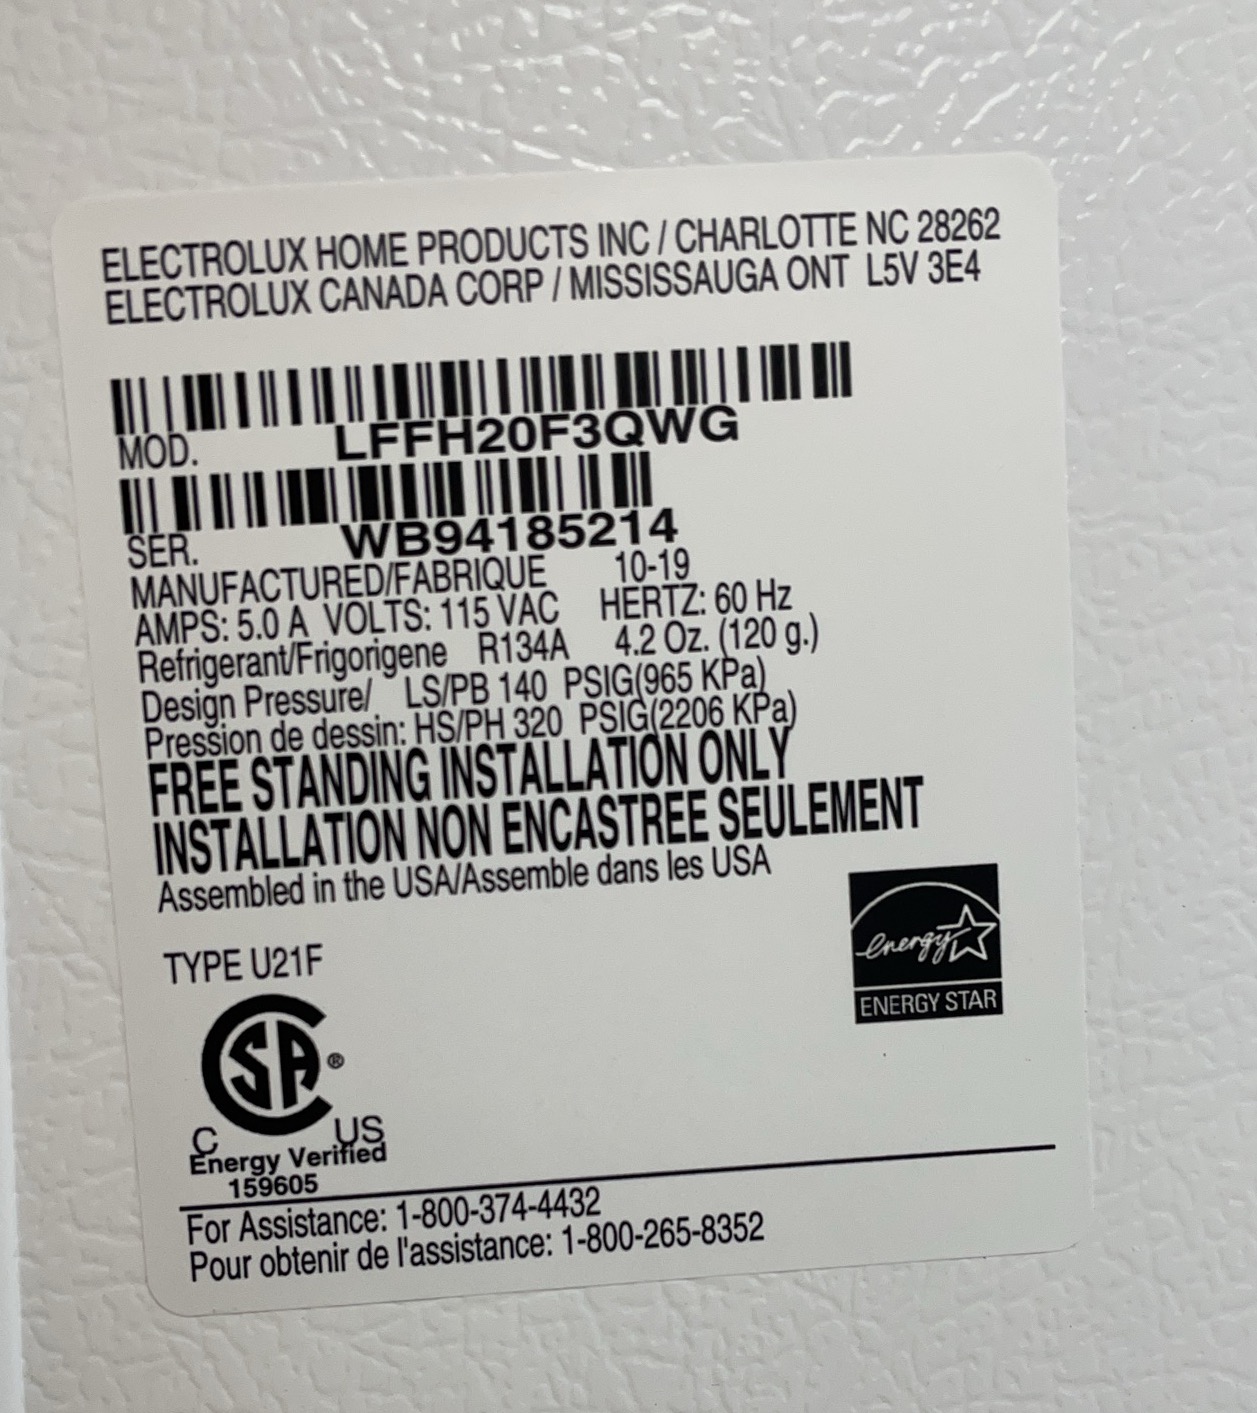 ELECTROLUX HOME PRODUCTS INC / CHARLOTTE NC 28262
ELECTROLUX CANADA CORP / MISSISSAUGA ONT L5V 3E4
MOD. LFFH20F3QWG
SER. WB94185214
MANUFACTURED/FABRIQUE 10-19
AMPS: 5.0 A VOLTS: 115 VAC HERTZ: 60 Hz
Refrigerant/Frigorigene R134A 4.2 Oz. (120 g.)
Design Pressure/ LS/PB 140 PSIG(965 KPa)
Pression de dessin: HS/PH 320 PSIG(2206 KPa)
FREE STANDING INSTALLATION ONLY
INSTALLATION NON ENCASTREE SEULEMENT
Assembled in the USA/Assemble dans les USA
energy
ENERGY STAR
TYPE U21F
CSA®
C US
Energy Verified
159605
For Assistance: 1-800-374-4432
Pour obtenir de l'assistance: 1-800-265-8352